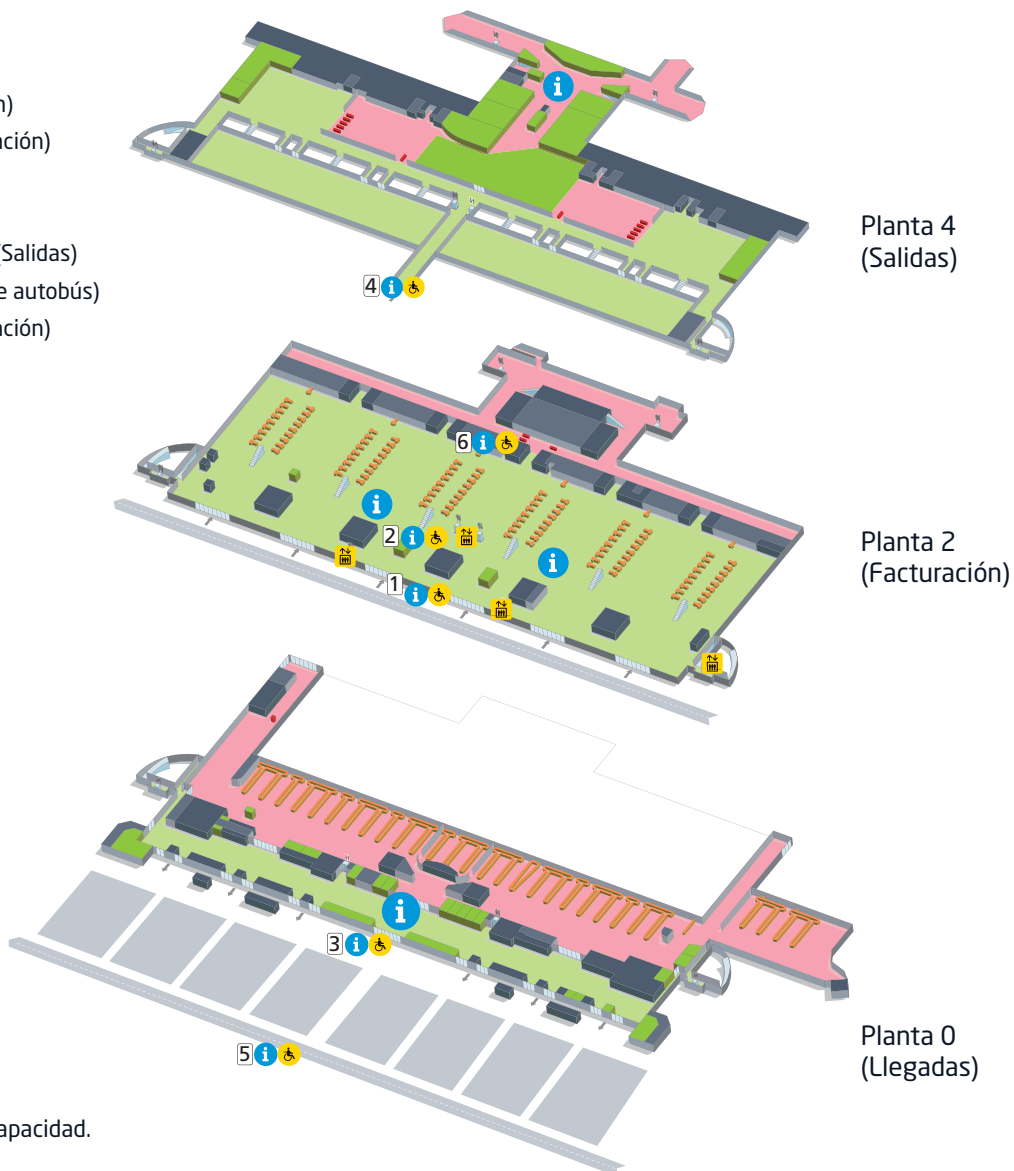 ación)
(Salidas)
e autobús)
ación)
apacidad.
Planta 4
(Salidas)
4
6
2
1
Planta 2
(Facturación)
3
5
Planta 0
(Llegadas)